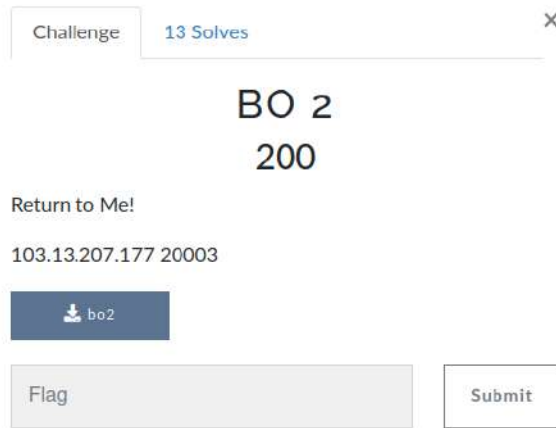 Challenge
13 Solves
×
BO 2
200
Return to Me!
103.13.207.177 20003
bo2
Flag
Submit